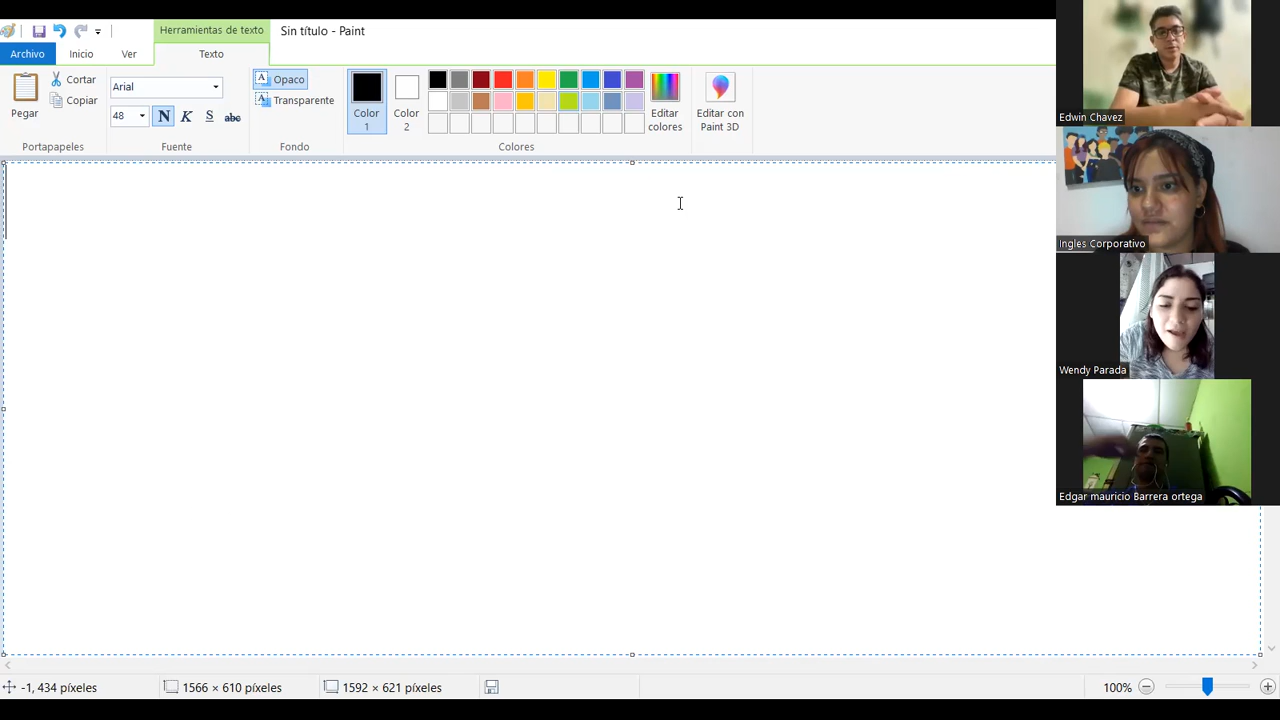 Herramientas de texto
Sin título - Paint
Archivo
Inicio
Ver
Texto
Pegar
Cortar
Copiar
Portapapeles
Arial
48
N K S abc
Fuente
Opaco
Transparente
Fondo
Color 1
Color 2
Editar colores
Colores
Editar con Paint 3D
Edwin Chavez
Ingles Corporativo
Wendy Parada
Edgar mauricio Barrera ortega
-1, 434 píxeles
1566 × 610 píxeles
1592 × 621 píxeles
100%